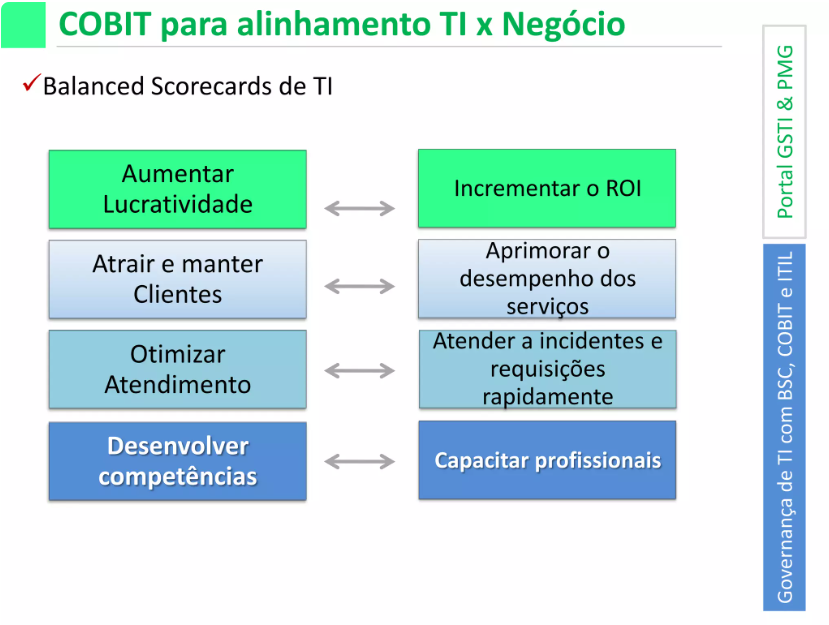 COBIT para alinhamento TI x Negócio
Balanced Scorecards de TI
Aumentar
Lucratividade
Incrementar o ROI
Atrair e manter
Clientes
Aprimorar o
desempenho dos
serviços
Otimizar
Atendimento
Atender a incidentes e
requisições
rapidamente
Desenvolver
competências
Capacitar profissionais
Portal GSTI & PMG
Governança de TI com BSC, COBIT e ITIL